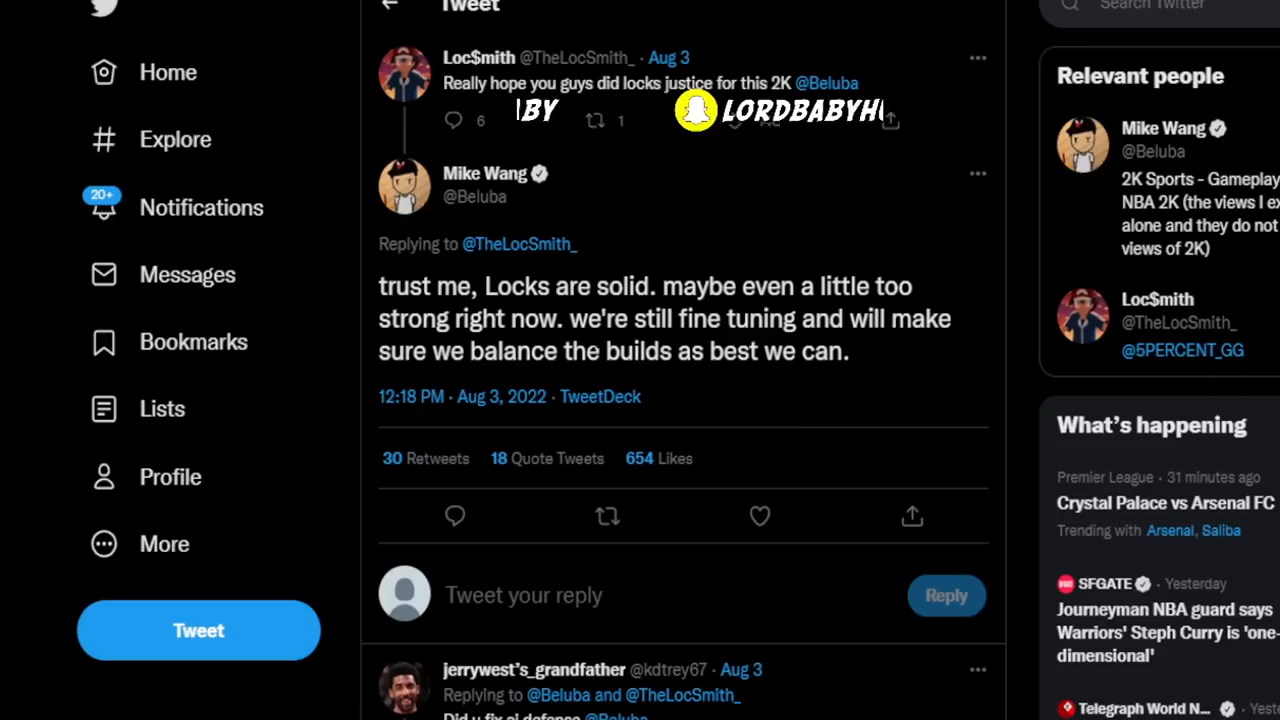 Tweet
Search Twitter
Home
Explore
20+
Notifications
Messages
Bookmarks
Lists
Profile
More
Tweet
Loc$mith @TheLocSmith_ · Aug 3
Really hope you guys did locks justice for this 2K @Beluba
6
1
LORDBABYH
Mike Wang
@Beluba
Replying to @TheLocSmith_
trust me, Locks are solid. maybe even a little too
strong right now. we're still fine tuning and will make
sure we balance the builds as best we can.
12:18 PM · Aug 3, 2022 · TweetDeck
30 Retweets 18 Quote Tweets 654 Likes
Tweet your reply
Reply
jerrywest's_grandfather @kdtrey67 · Aug 3
Replying to @Beluba and @TheLocSmith_
Did u fix ai defense @Beluba
Relevant people
Mike Wang
@Beluba
2K Sports - Gameplay
NBA 2K (the views I ex
alone and they do not
views of 2K)
Loc$mith
@TheLocSmith_
@5PERCENT_GG
What's happening
Premier League · 31 minutes ago
Crystal Palace vs Arsenal FC
Trending with Arsenal, Saliba
SFGATE · Yesterday
Journeyman NBA guard says
Warriors' Steph Curry is 'one-
dimensional'
Telegraph World N... · Yest